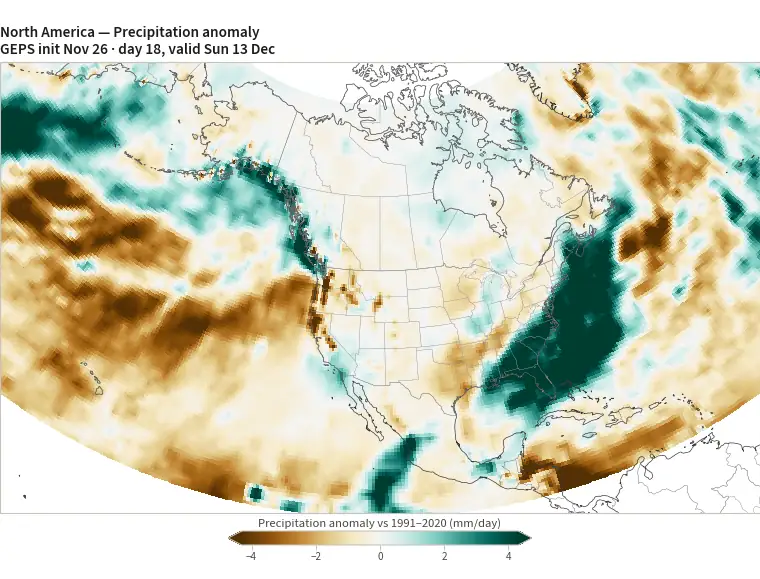 North America — Precipitation anomaly
GEPS init Nov 26 · day 18, valid Sun 13 Dec
Precipitation anomaly vs 1991–2020 (mm/day)
−4 −2 0 2 4